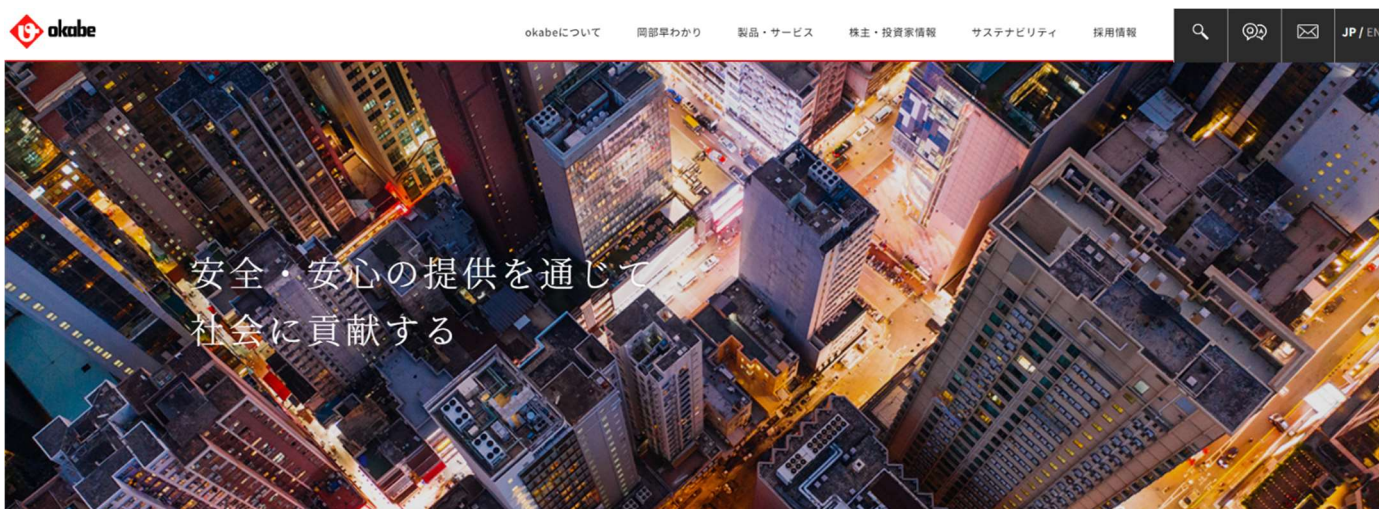 okabe
okabeについて
岡部早わかり
製品・サービス
株主・投資家情報
サステナビリティ
採用情報
JP / EN
安全・安心の提供を通じて
社会に貢献する